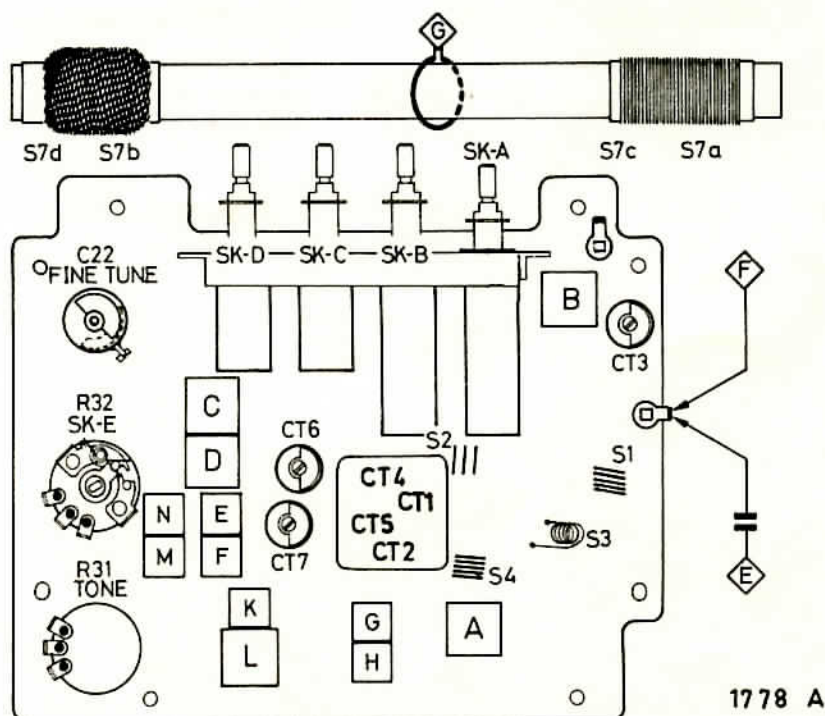 G
S7d S7b S7c S7a
SK-A
SK-D SK-C SK-B
C22
FINE TUNE
B
F
CT3
R32
SK-E
C
D
CT6
S2
S1
CT4
CT1
CT5
CT2
N E
M F
CT7
S3
S4
E
R31
TONE
K
L
G
H
A
1778 A